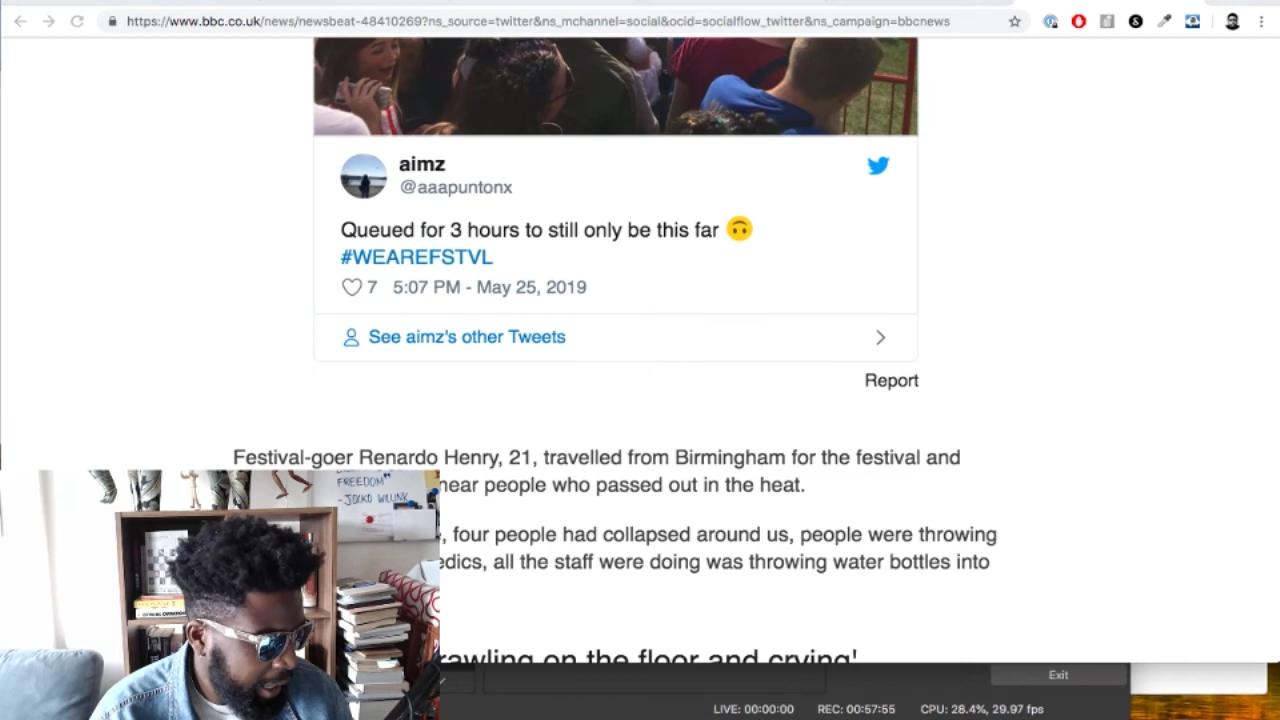 https://www.bbc.co.uk/news/newsbeat-48410269?ns_source=twitter&ns_mchannel=social&ocid=socialflow_twitter&ns_campaign=bbcnews
aimz
@aaapuntonx
Queued for 3 hours to still only be this far 🙃
#WEAREFSTVL
7 5:07 PM - May 25, 2019
See aimz's other Tweets
Report
Festival-goer Renardo Henry, 21, travelled from Birmingham for the festival and
near people who passed out in the heat.
, four people had collapsed around us, people were throwing
edics, all the staff were doing was throwing water bottles into
rawling on the floor and crying'
FREEDOM"
- JOCKO WILLINK
Exit
LIVE: 00:00:00 REC: 00:57:55 CPU: 28.4%, 29.97 fps